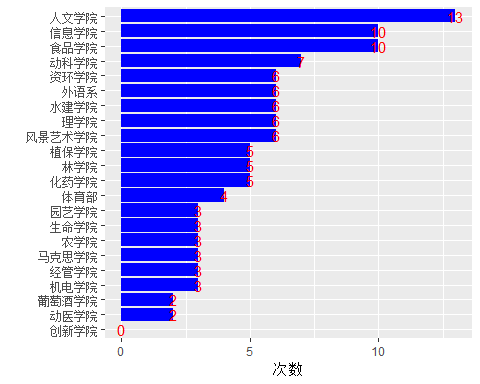 人文学院 13
信息学院 10
食品学院 10
动科学院 7
资环学院 6
外语系 6
水建学院 6
理学院 6
风景艺术学院 6
植保学院 5
林学院 5
化药学院 5
体育部 4
园艺学院 3
生命学院 3
农学院 3
马克思学院 3
经管学院 3
机电学院 3
葡萄酒学院 2
动医学院 2
创新学院 0
0 5 10
次数